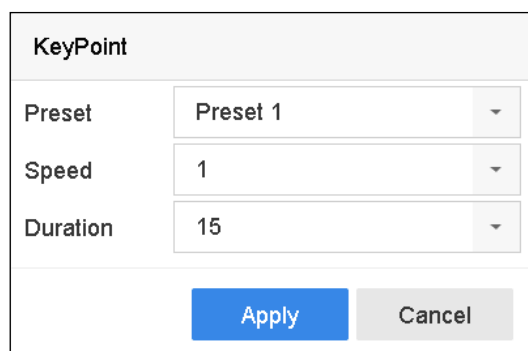 KeyPoint
Preset Preset 1
Speed 1
Duration 15
Apply Cancel